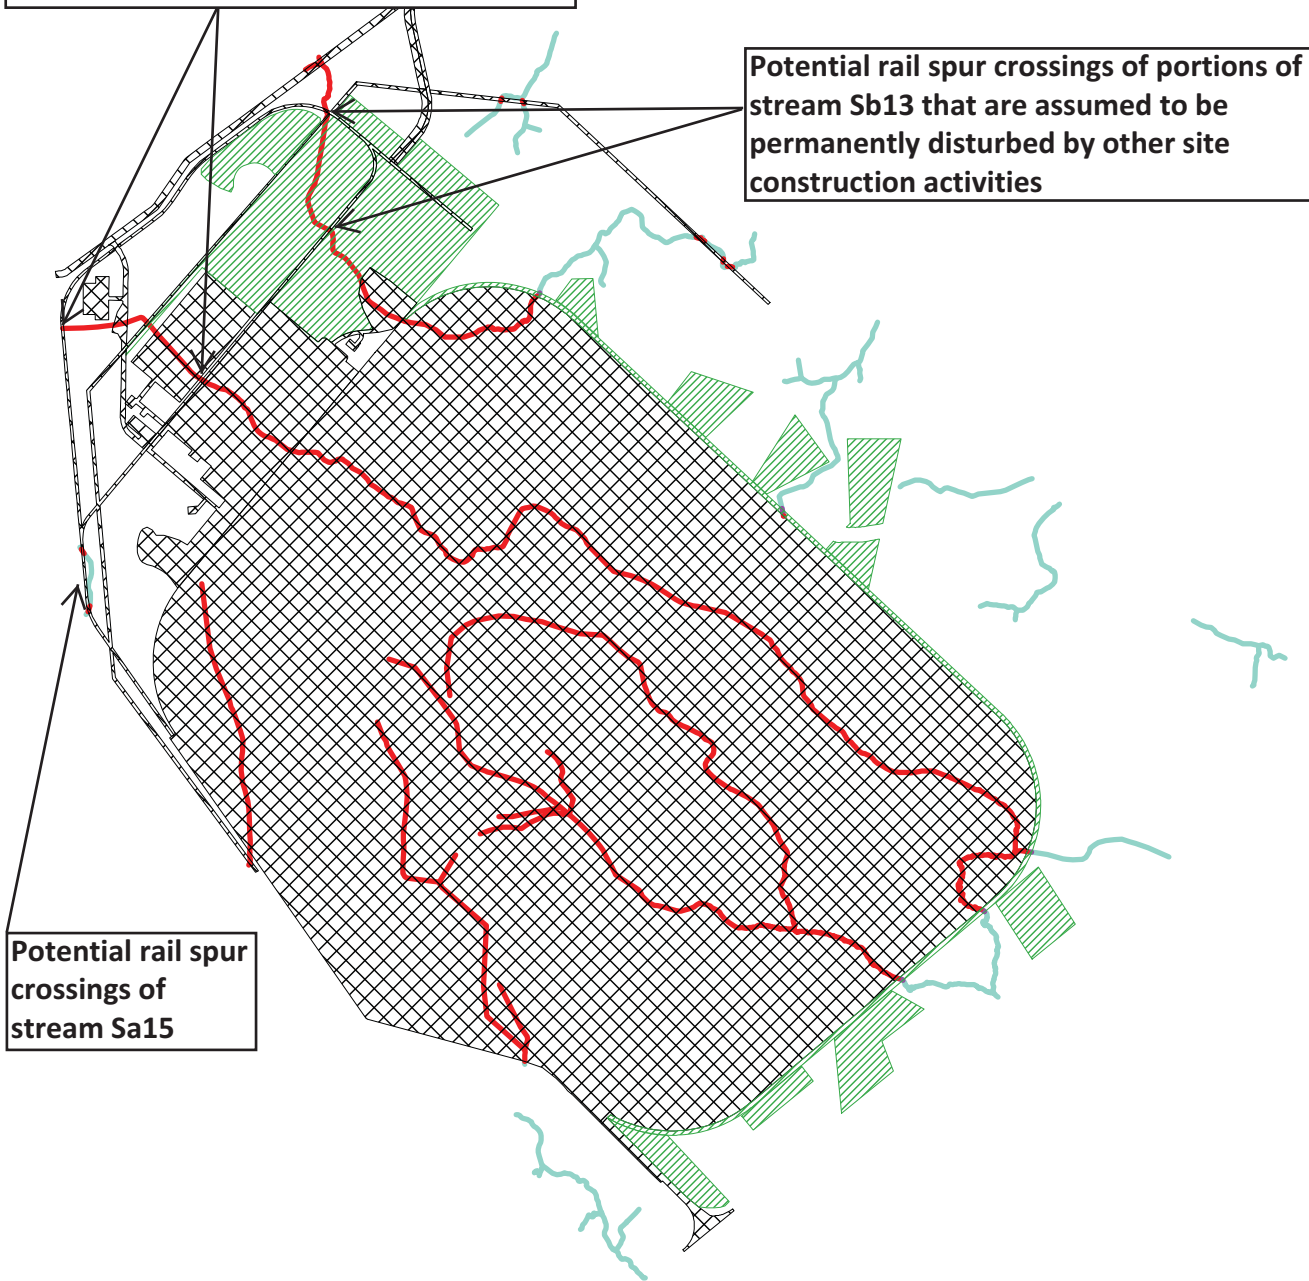 Potential rail spur crossings of portions of
stream Sb13 that are assumed to be
permanently disturbed by other site
construction activities
Potential rail spur
crossings of
stream Sa15